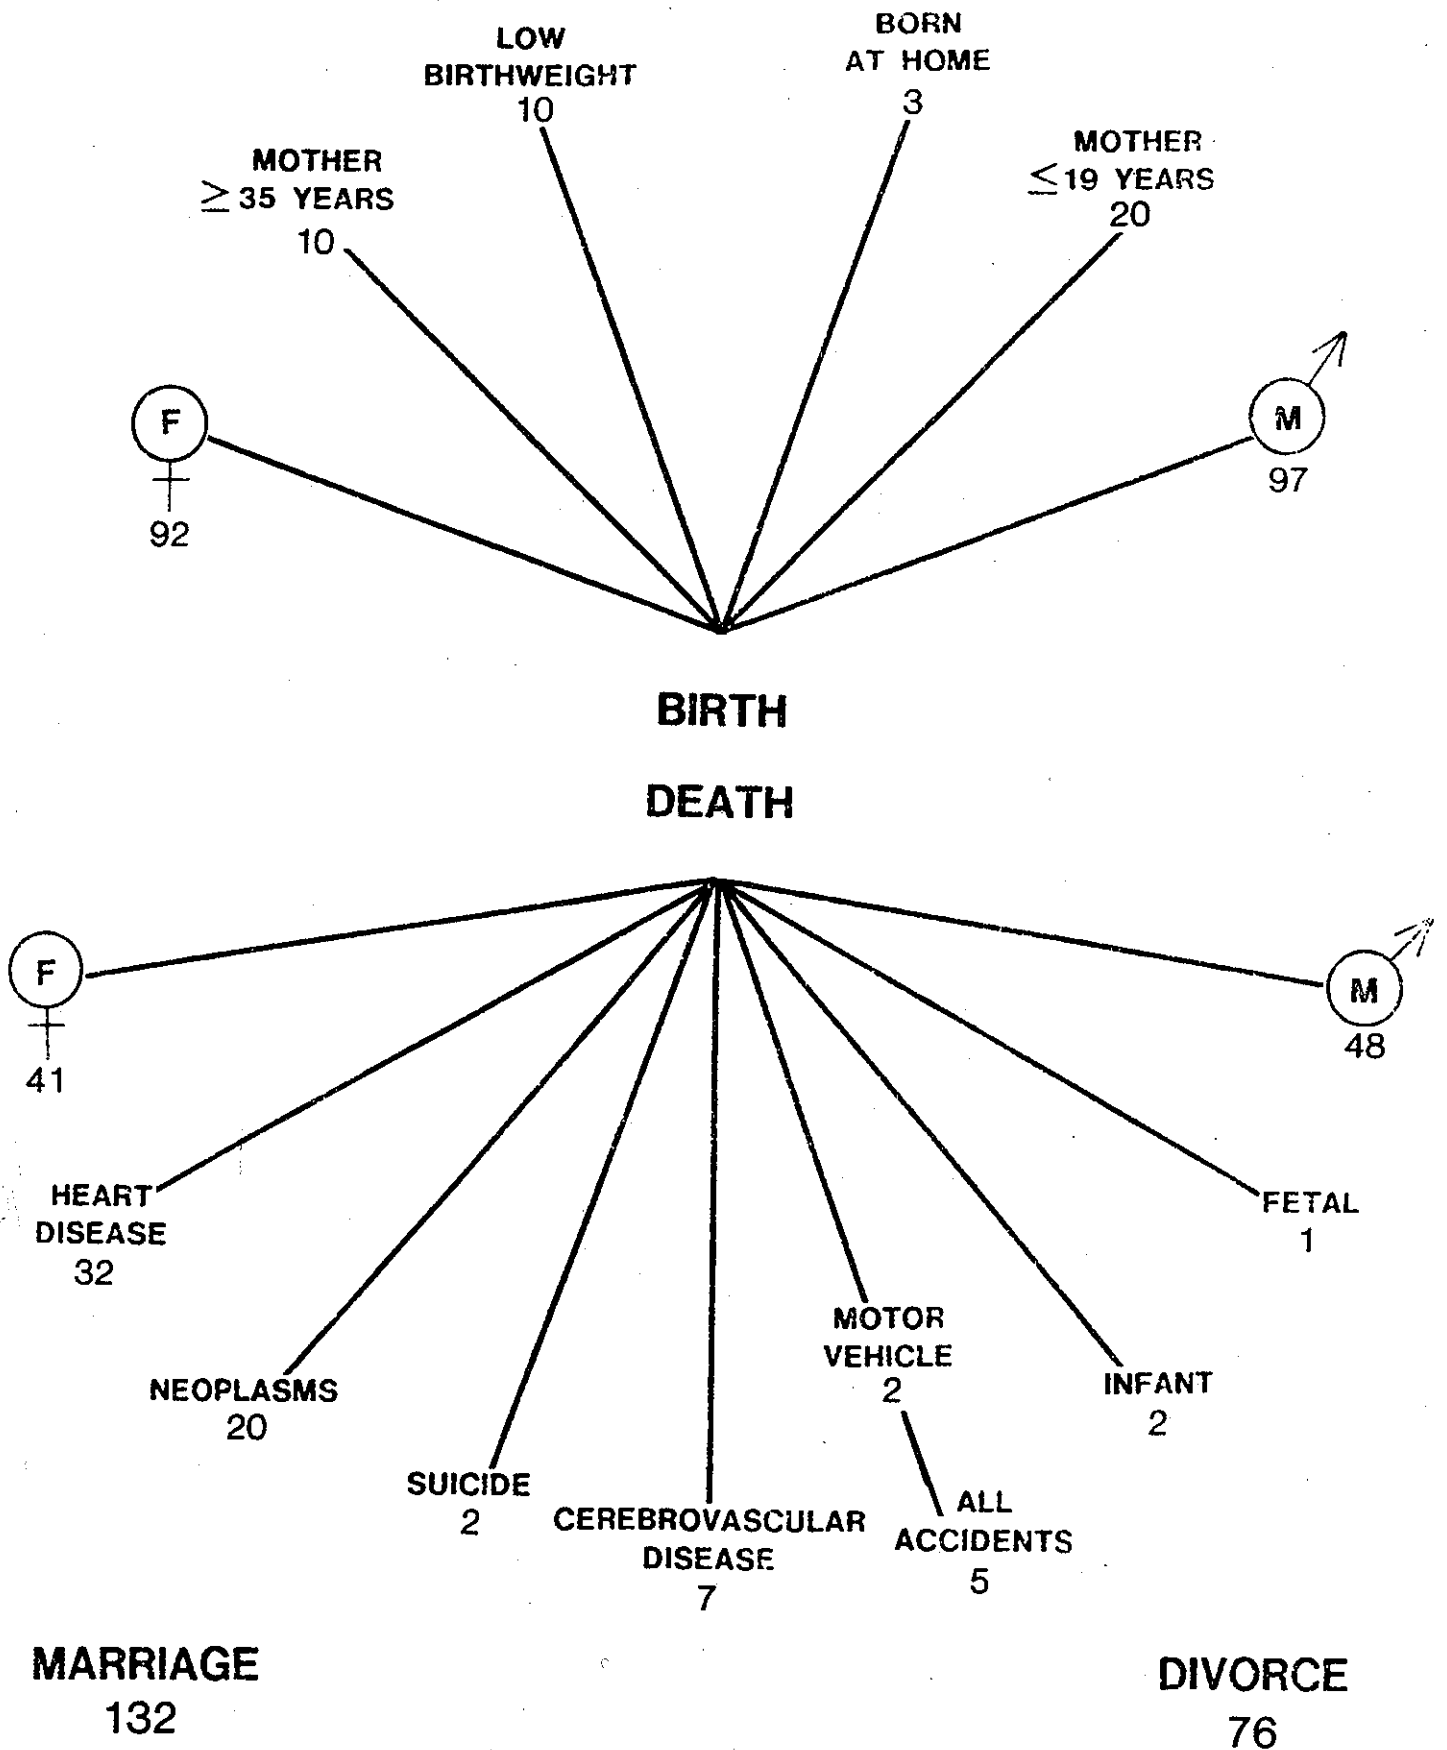 LOW
BIRTHWEIGHT
10
BORN
AT HOME
3
MOTHER
≥ 35 YEARS
10
MOTHER
≤ 19 YEARS
20
F
92
M
97
BIRTH
DEATH
F
41
M
48
HEART
DISEASE
32
NEOPLASMS
20
SUICIDE
2
CEREBROVASCULAR
DISEASE
7
MOTOR
VEHICLE
2
ALL
ACCIDENTS
5
INFANT
2
FETAL
1
MARRIAGE
132
DIVORCE
76